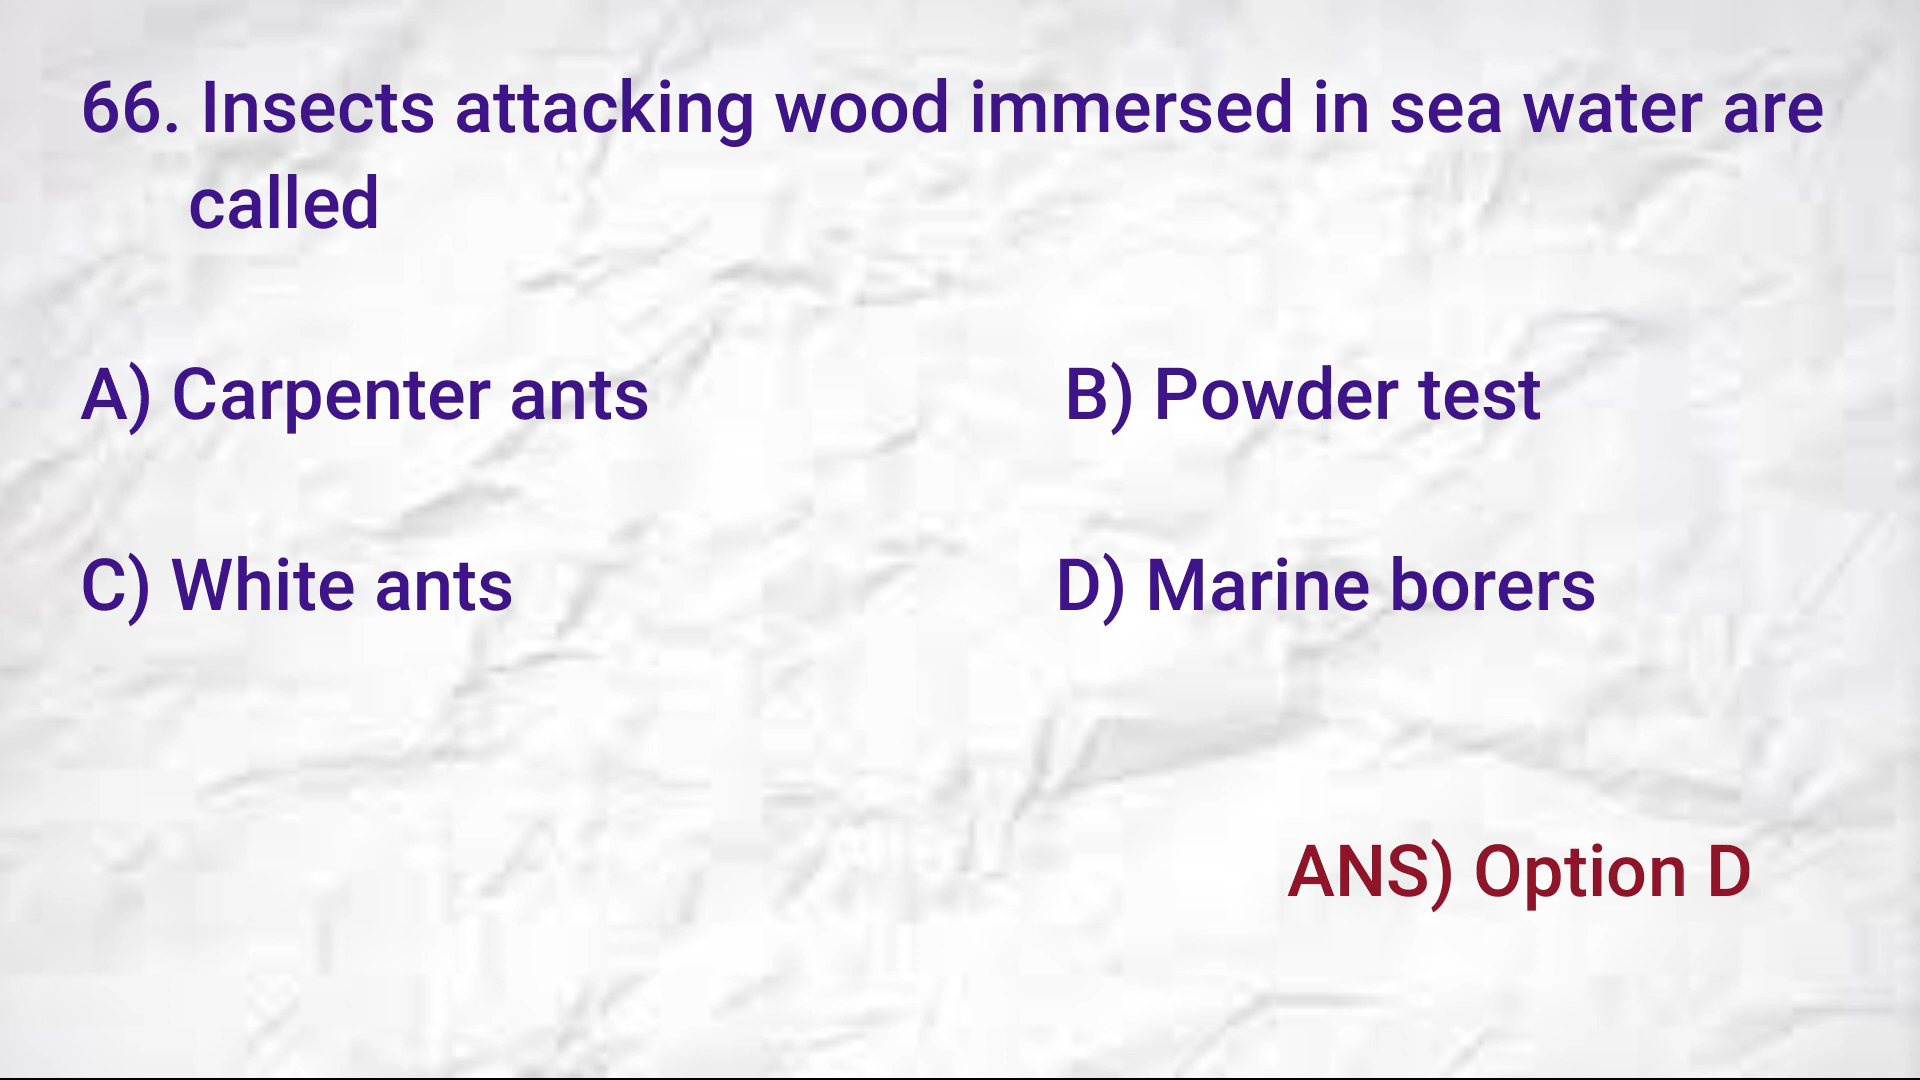 66. Insects attacking wood immersed in sea water are
called
A) Carpenter ants B) Powder test
C) White ants D) Marine borers
ANS) Option D